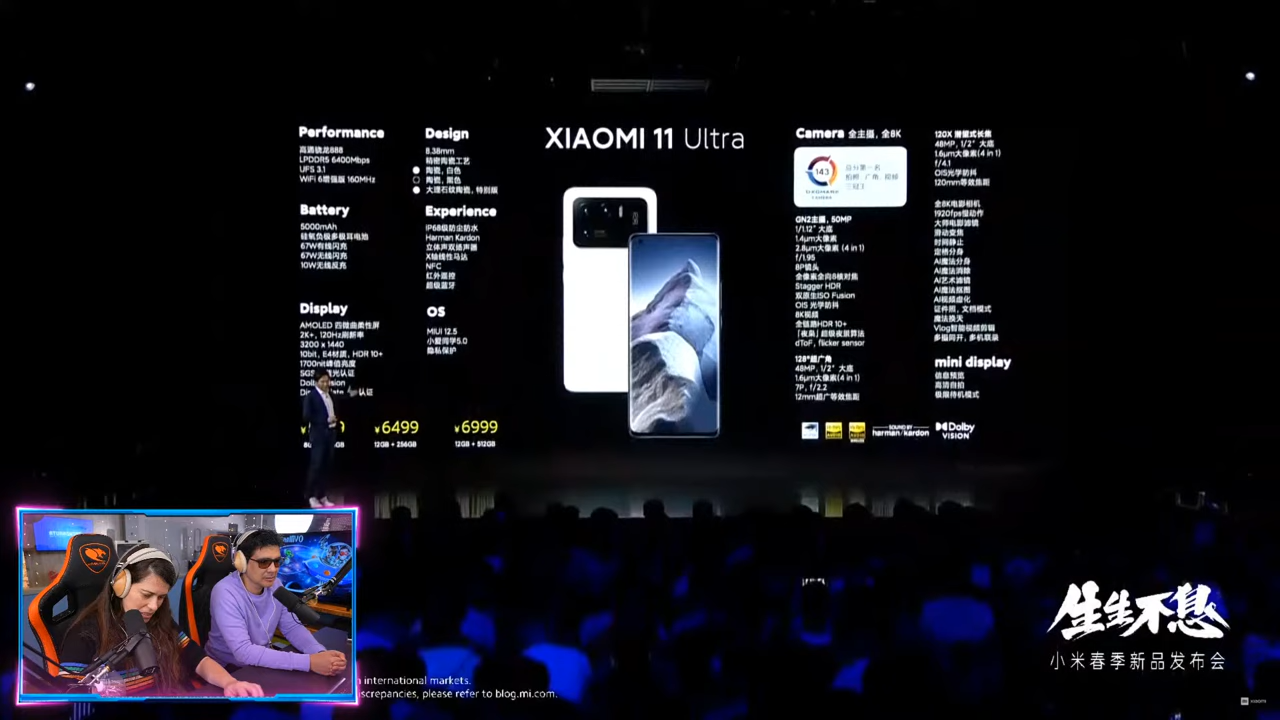 XIAOMI 11 Ultra
Performance
高通骁龙888
LPDDR5 6400Mbps
UFS 3.1
WiFi 6增强版 160MHz
Battery
5000mAh
硅氧负极多极耳电池
67W有线闪充
67W无线闪充
10W无线反充
Display
AMOLED 四微曲柔性屏
2K+, 120Hz刷新率
3200 x 1440
10bit, E4材质, HDR 10+
1700nit峰值亮度
Design
8.38mm
精密陶瓷工艺
陶瓷, 白色
陶瓷, 黑色
大理石纹陶瓷, 特别版
Experience
IP68级防尘防水
Harman Kardon
立体声双扬声器
X轴线性马达
NFC
红外遥控
超级蓝牙
OS
MIUI 12.5
小爱同学5.0
隐私保护
¥6499
12GB + 256GB
¥6999
12GB + 512GB
Camera 全主摄, 全8K
143
总分第一名
拍照、广角、视频
三冠王
GN2主摄, 50MP
1/1.12" 大底
1.4μm大像素
2.8μm大像素 (4 in 1)
f/1.95
8P镜头
全像素全向8核对焦
Stagger HDR
双原生ISO Fusion
OIS 光学防抖
8K视频
全链路HDR 10+
「夜枭」超级夜景算法
dToF, flicker sensor
128°超广角
48MP, 1/2" 大底
1.6μm大像素(4 in 1)
7P, f/2.2
12mm超广等效焦距
120X 潜望式长焦
48MP, 1/2" 大底
1.6μm大像素(4 in 1)
f/4.1
OIS光学防抖
120mm等效焦距
全8K电影相机
1920fps慢动作
大师电影滤镜
滑动变焦
时间静止
定格分身
AI魔法分身
AI魔法消除
AI艺术滤镜
AI魔法抠图
AI视频虚化
证件照, 文档模式
魔法换天
Vlog智能视频剪辑
多摄同开, 多机联录
mini display
信息预览
高清自拍
极限待机模式
SOUND BY
harman/kardon
Dolby
VISION
生生不息
小米春季新品发布会
international markets.
screpancies, please refer to blog.mi.com.
XIAOMI